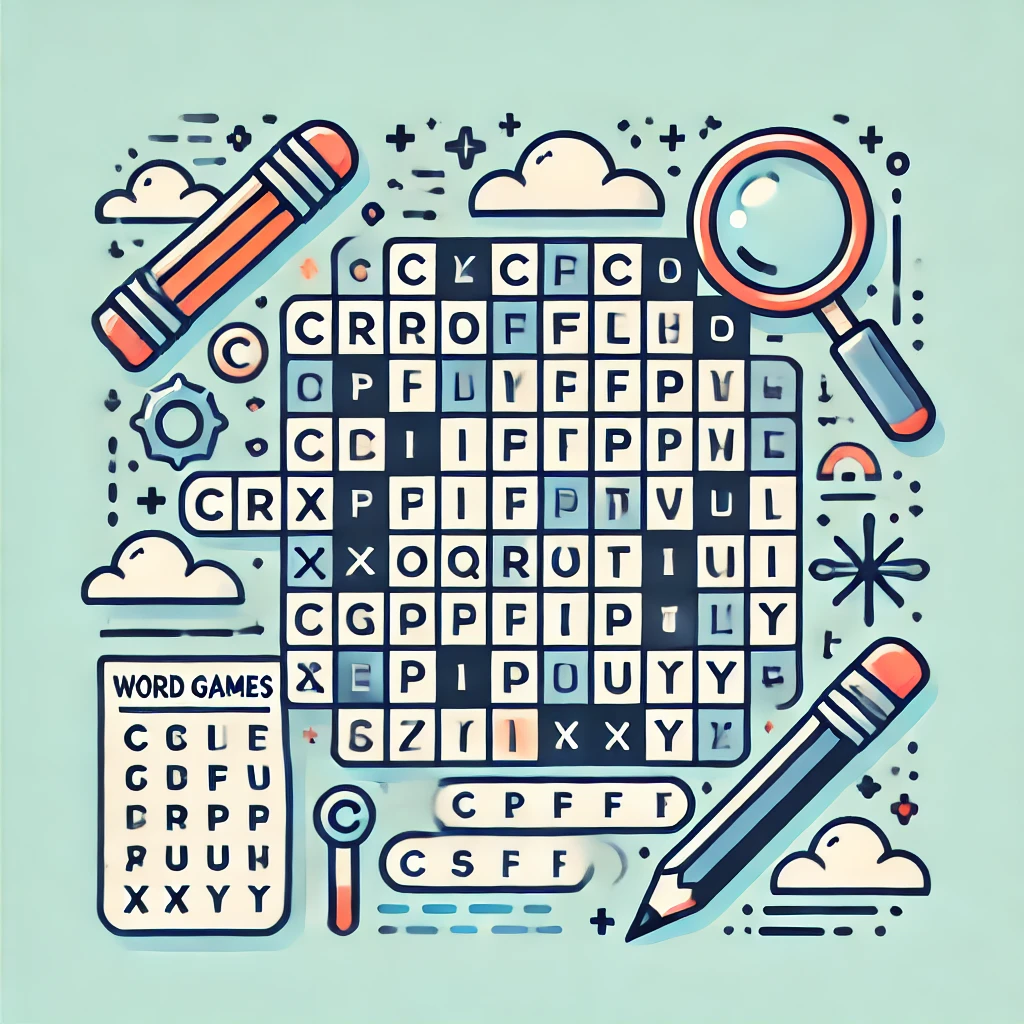 C C C
C R R O F F L D
P F F F P
C I I F P P
C
C R X P P I F V U L
X X O Q R U T I U I
C G P P F I P L Y
X E P I P O U Y Y
WORD GAMES
Z I X X Y
C E
G D F U
C P F F F
R P P
C
U U
C S F F
X X Y Y